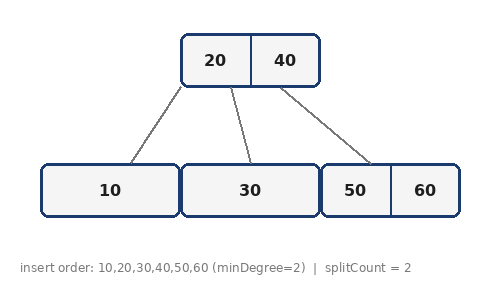 20 40
10 30 50 60
insert order: 10,20,30,40,50,60 (minDegree=2) | splitCount = 2